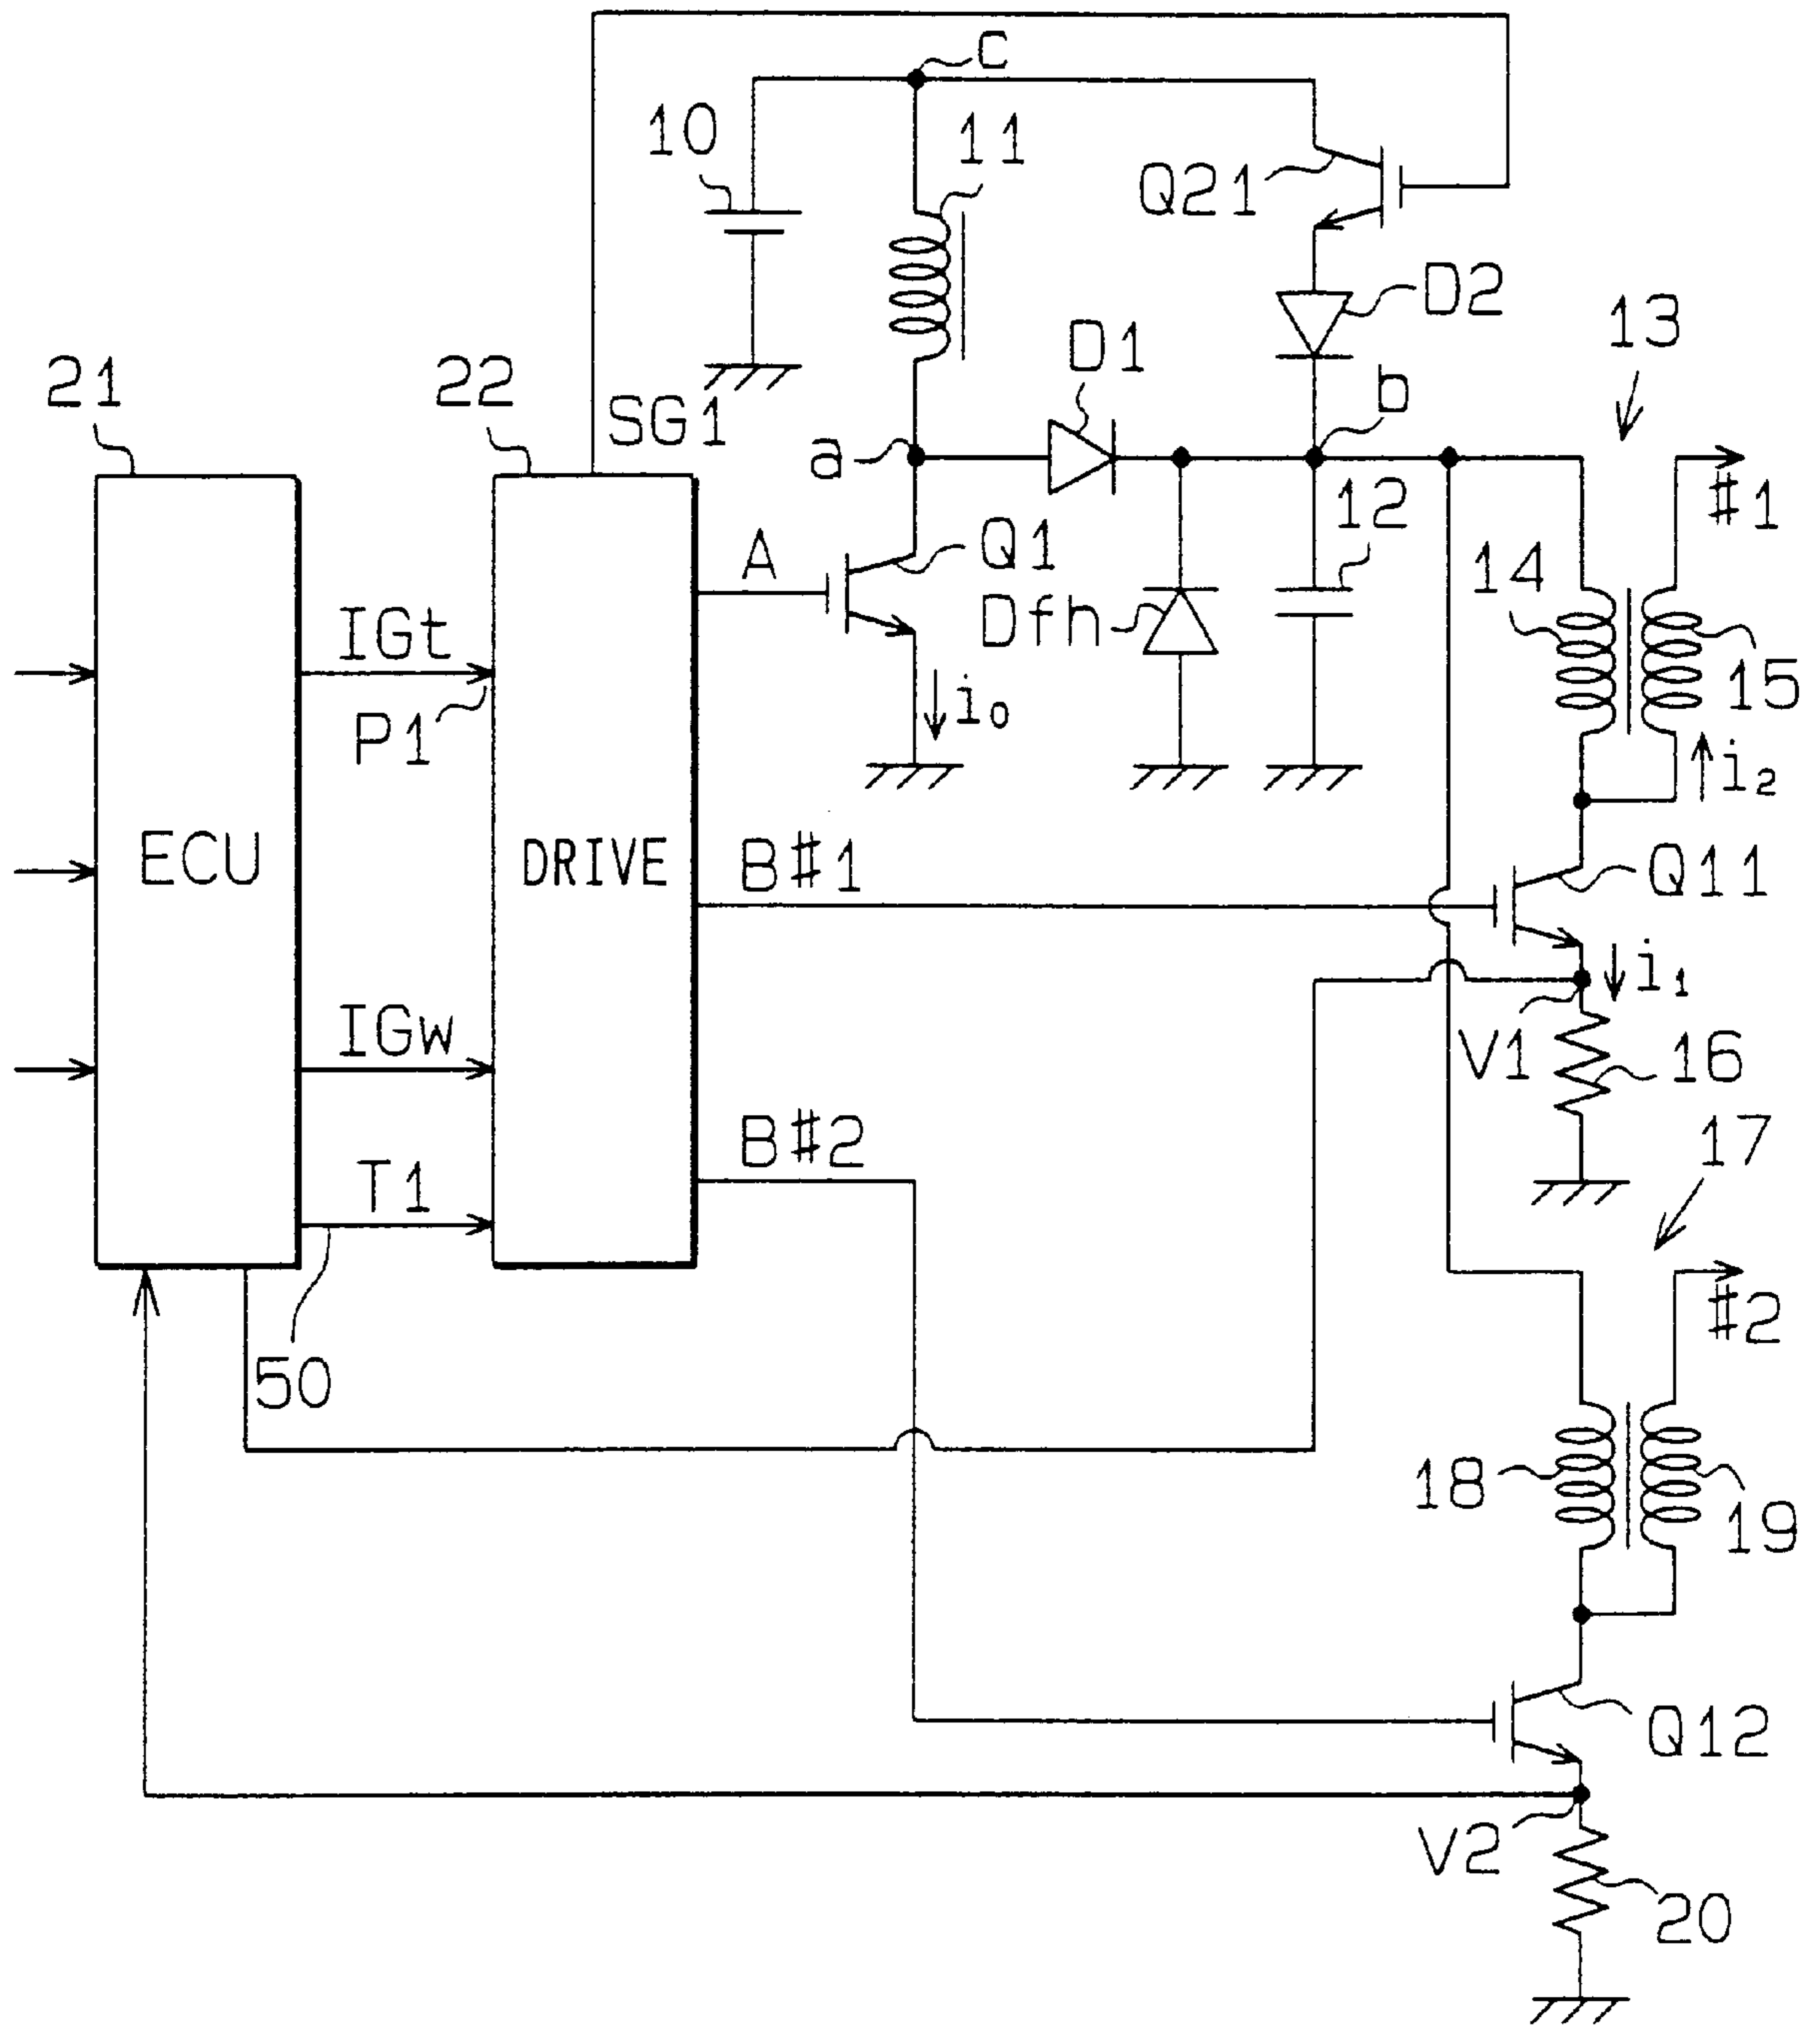 c
10
11
Q21
D2
13
D1
21
22
SG1
b
a
12
#1
A
Q1
14
IGt
Dfh
15
P1
i0
i2
ECU
DRIVE
B#1
Q11
i1
IGw
V1
16
B#2
17
T1
#2
50
18
19
Q12
V2
20